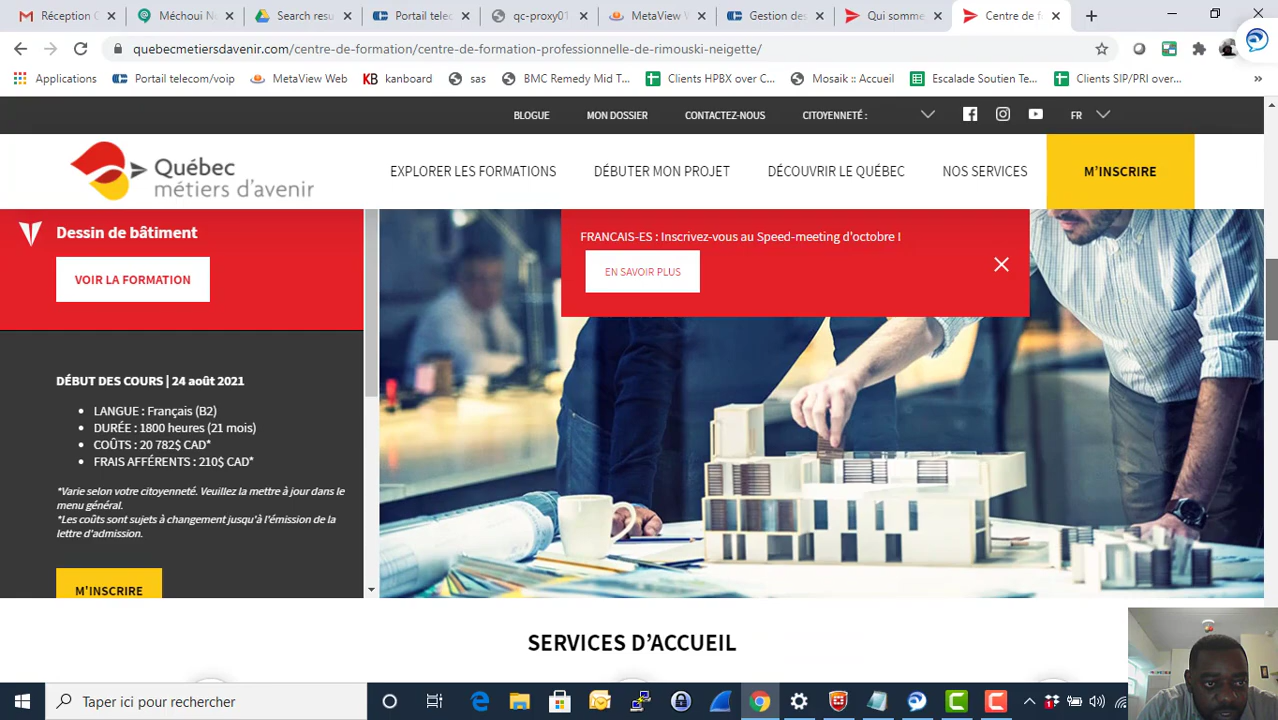 Réception (
Méchoui N
Search resu
Portail telec
qc-proxy01
MetaView W
Gestion des
Qui somme
Centre de fo
quebecmetiersdavenir.com/centre-de-formation/centre-de-formation-professionnelle-de-rimouski-neigette/
Applications
Portail telecom/voip
MetaView Web
KB kanboard
sas
BMC Remedy Mid T...
Clients HPBX over C...
Mosaik :: Accueil
Escalade Soutien Te...
Clients SIP/PRI over...
BLOGUE MON DOSSIER CONTACTEZ-NOUS CITOYENNETÉ : FR
Québec
métiers d'avenir
EXPLORER LES FORMATIONS DÉBUTER MON PROJET DÉCOUVRIR LE QUÉBEC NOS SERVICES M'INSCRIRE
Dessin de bâtiment
VOIR LA FORMATION
FRANCAIS-ES : Inscrivez-vous au Speed-meeting d'octobre !
EN SAVOIR PLUS
DÉBUT DES COURS | 24 août 2021
• LANGUE : Français (B2)
• DURÉE : 1800 heures (21 mois)
• COÛTS : 20 782$ CAD*
• FRAIS AFFÉRENTS : 210$ CAD*
*Varie selon votre citoyenneté. Veuillez la mettre à jour dans le
menu général.
*Les coûts sont sujets à changement jusqu'à l'émission de la
lettre d'admission.
M'INSCRIRE
SERVICES D'ACCUEIL
Taper ici pour rechercher